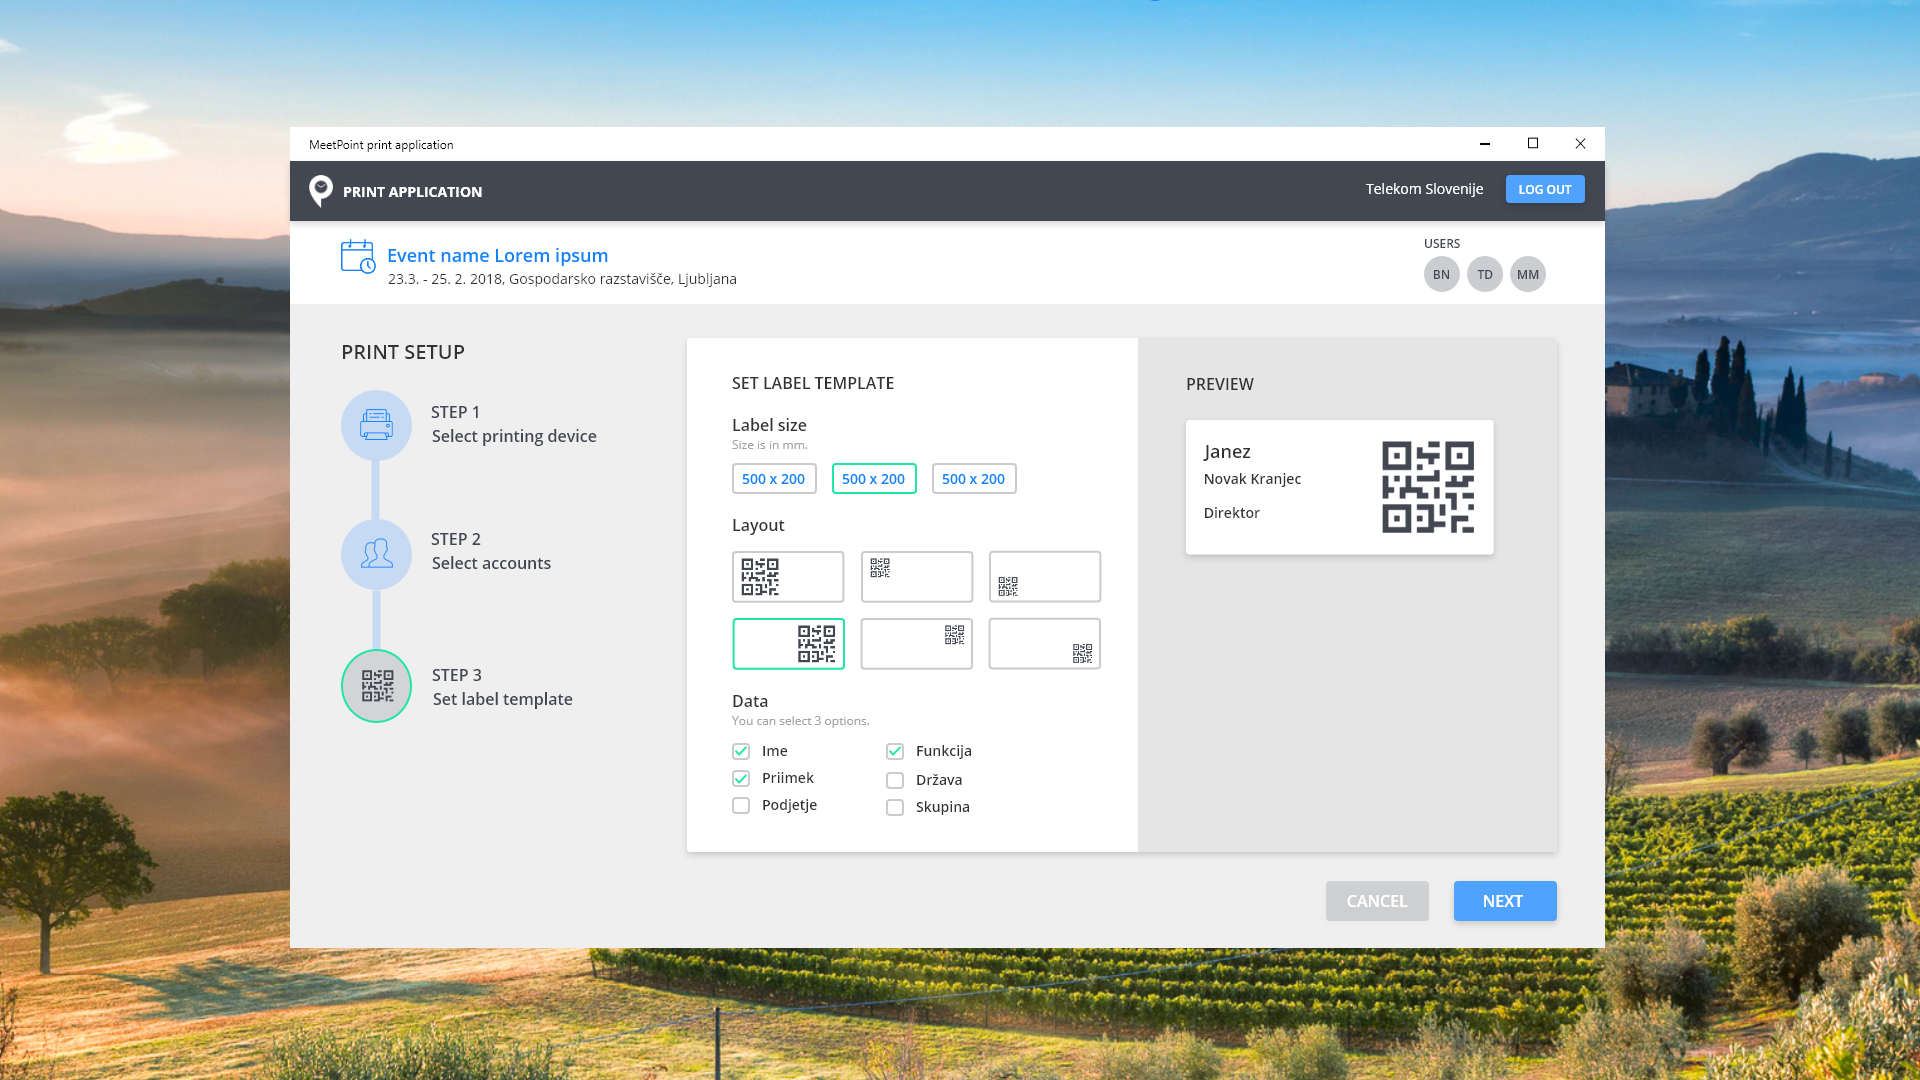 MeetPoint print application
PRINT APPLICATION
Telekom Slovenije
LOG OUT
Event name Lorem ipsum
23.3. - 25. 2. 2018, Gospodarsko razstavišče, Ljubljana
USERS
BN TD MM
PRINT SETUP
STEP 1
Select printing device
STEP 2
Select accounts
STEP 3
Set label template
SET LABEL TEMPLATE
Label size
Size is in mm.
500 x 200 500 x 200 500 x 200
Layout
Data
You can select 3 options.
Ime
Priimek
Podjetje
Funkcija
Država
Skupina
PREVIEW
Janez
Novak Kranjec
Direktor
CANCEL
NEXT